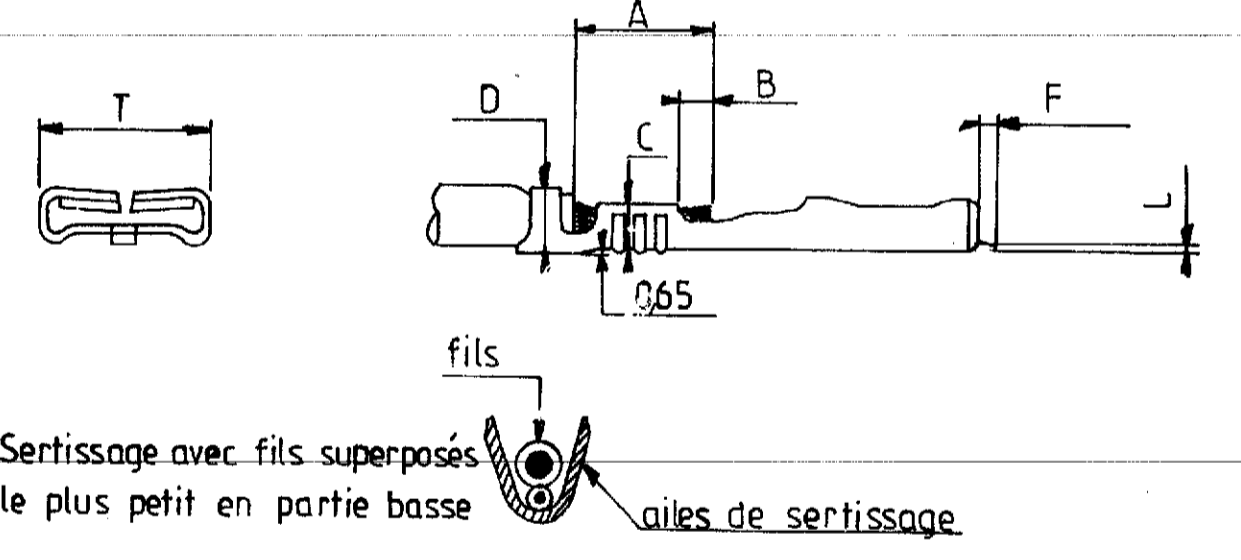 A
T
D
B
F
C
L
0,65
fils
Sertissage avec fils superposés
le plus petit en partie basse
ailes de sertissage